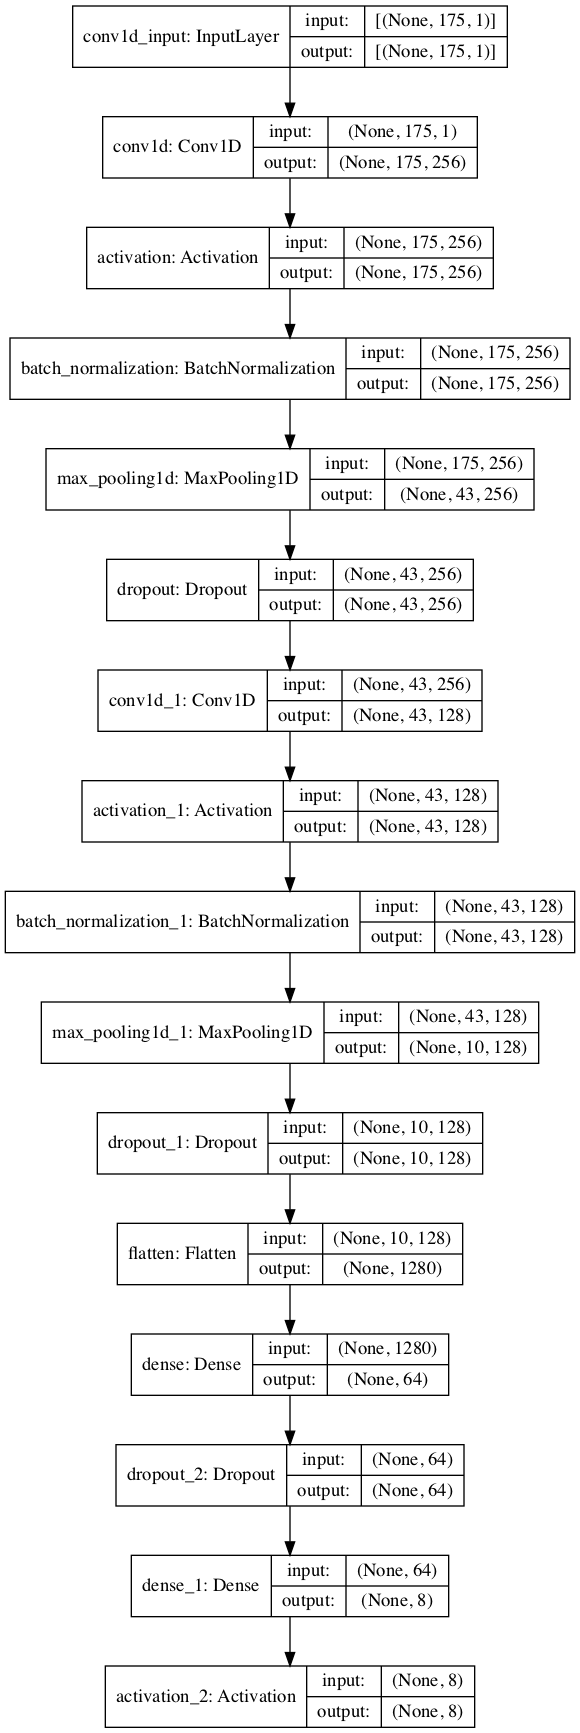 conv1d_input: InputLayer
input:
[(None, 175, 1)]
output:
[(None, 175, 1)]
conv1d: Conv1D
input:
(None, 175, 1)
output:
(None, 175, 256)
activation: Activation
input:
(None, 175, 256)
output:
(None, 175, 256)
batch_normalization: BatchNormalization
input:
(None, 175, 256)
output:
(None, 175, 256)
max_pooling1d: MaxPooling1D
input:
(None, 175, 256)
output:
(None, 43, 256)
dropout: Dropout
input:
(None, 43, 256)
output:
(None, 43, 256)
conv1d_1: Conv1D
input:
(None, 43, 256)
output:
(None, 43, 128)
activation_1: Activation
input:
(None, 43, 128)
output:
(None, 43, 128)
batch_normalization_1: BatchNormalization
input:
(None, 43, 128)
output:
(None, 43, 128)
max_pooling1d_1: MaxPooling1D
input:
(None, 43, 128)
output:
(None, 10, 128)
dropout_1: Dropout
input:
(None, 10, 128)
output:
(None, 10, 128)
flatten: Flatten
input:
(None, 10, 128)
output:
(None, 1280)
dense: Dense
input:
(None, 1280)
output:
(None, 64)
dropout_2: Dropout
input:
(None, 64)
output:
(None, 64)
dense_1: Dense
input:
(None, 64)
output:
(None, 8)
activation_2: Activation
input:
(None, 8)
output:
(None, 8)